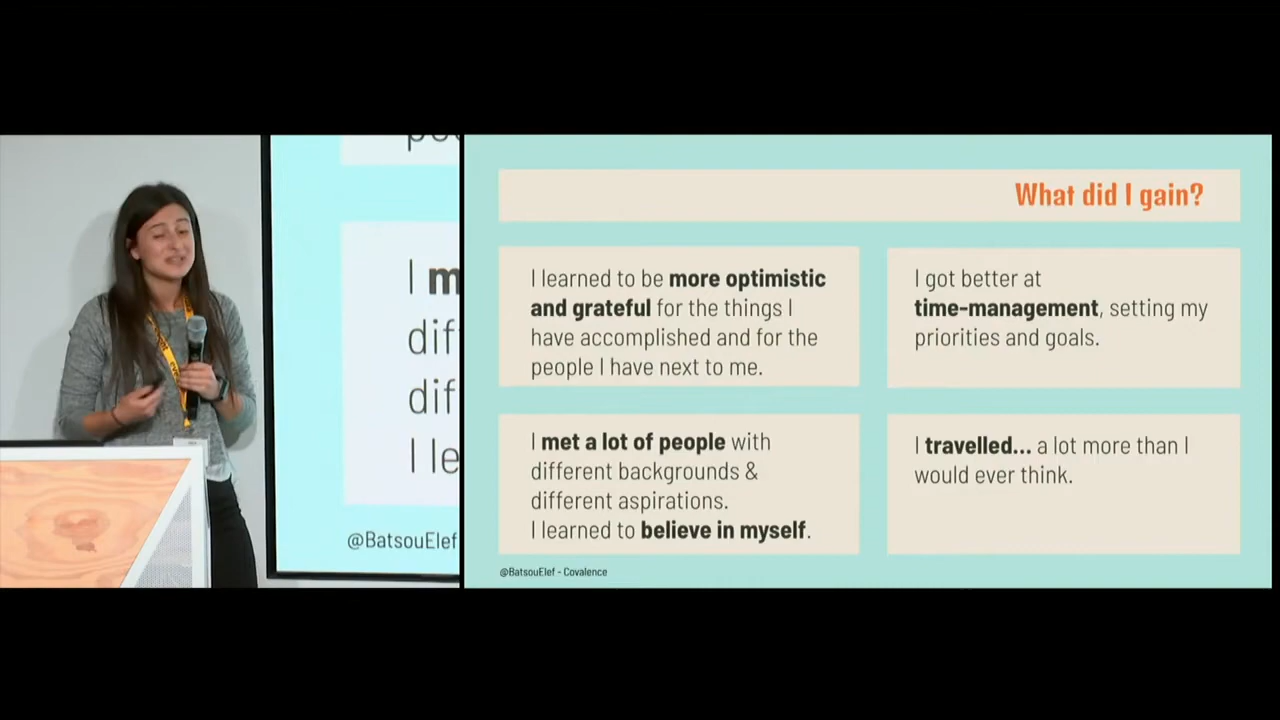 I m
dif
dif
I le
@BatsouElef
What did I gain?
I learned to be more optimistic
and grateful for the things I
have accomplished and for the
people I have next to me.
I got better at
time-management, setting my
priorities and goals.
I met a lot of people with
different backgrounds &
different aspirations.
I learned to believe in myself.
I travelled... a lot more than I
would ever think.
@BatsouElef - Covalence